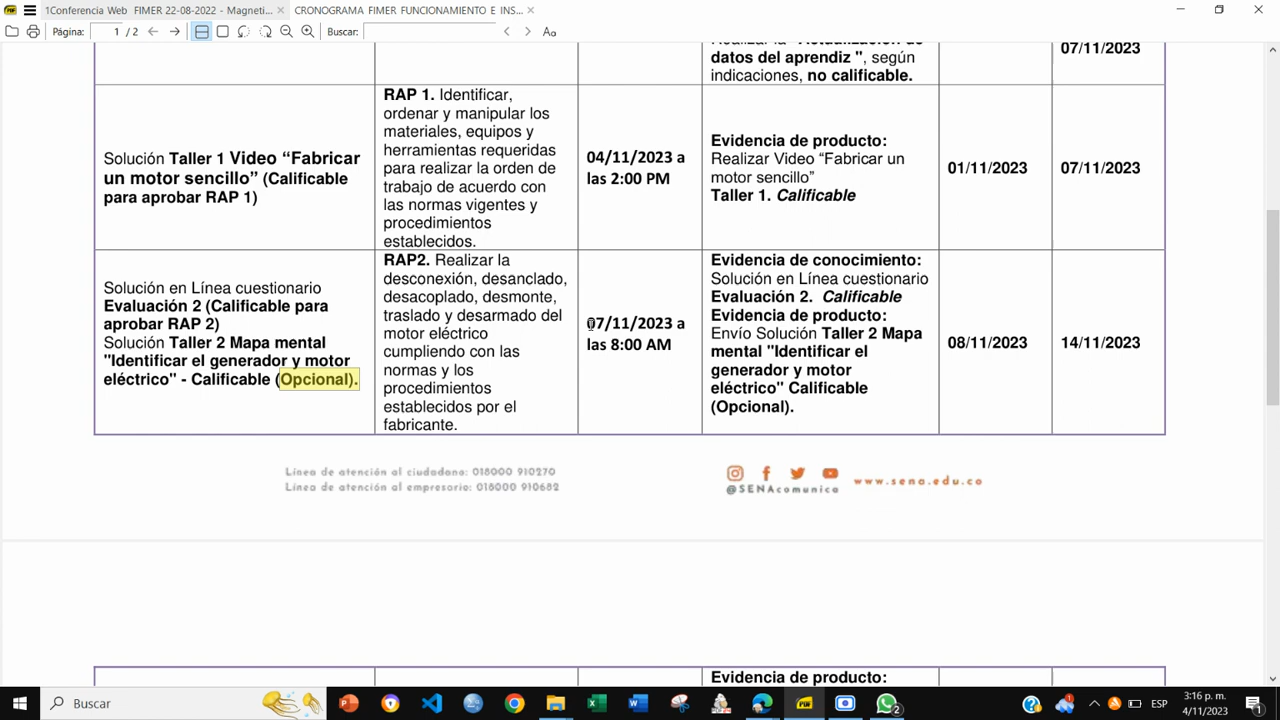 1Conferencia Web FIMER 22-08-2022 - Magneti...
CRONOGRAMA FIMER FUNCIONAMIENTO E INS...
Página:
1 / 2
Buscar:
Aa
datos del aprendiz ", según
indicaciones, no calificable.
07/11/2023
Solución Taller 1 Video “Fabricar
un motor sencillo” (Calificable
para aprobar RAP 1)
RAP 1. Identificar,
ordenar y manipular los
materiales, equipos y
herramientas requeridas
para realizar la orden de
trabajo de acuerdo con
las normas vigentes y
procedimientos
establecidos.
04/11/2023 a
las 2:00 PM
Evidencia de producto:
Realizar Video “Fabricar un
motor sencillo”
Taller 1. Calificable
01/11/2023
07/11/2023
Solución en Línea cuestionario
Evaluación 2 (Calificable para
aprobar RAP 2)
Solución Taller 2 Mapa mental
"Identificar el generador y motor
eléctrico" - Calificable (Opcional).
RAP2. Realizar la
desconexión, desanclado,
desacoplado, desmonte,
traslado y desarmado del
motor eléctrico
cumpliendo con las
normas y los
procedimientos
establecidos por el
fabricante.
07/11/2023 a
las 8:00 AM
Evidencia de conocimiento:
Solución en Línea cuestionario
Evaluación 2. Calificable
Evidencia de producto:
Envío Solución Taller 2 Mapa
mental "Identificar el
generador y motor
eléctrico" Calificable
(Opcional).
08/11/2023
14/11/2023
Línea de atención al ciudadano: 018000 910270
Línea de atención al empresario: 018000 910682
@SENAcomunica
www.sena.edu.co
Evidencia de producto:
Buscar
ESP
3:16 p. m.
4/11/2023